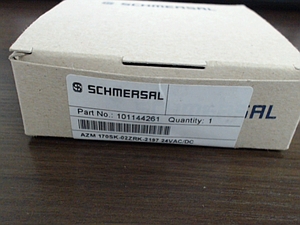 SCHMERSAL
Part No.: 101144261 Quantity: 1
AZM 170SK-02ZRK-2197 24VAC/DC